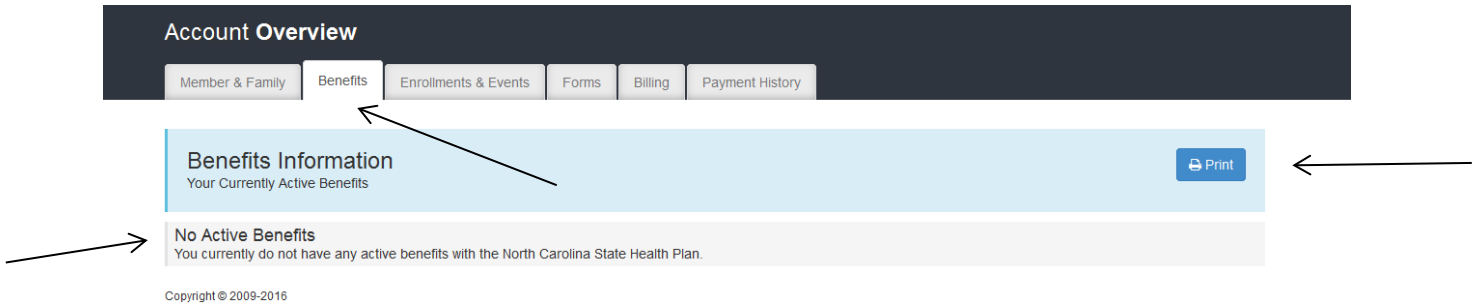 Account Overview
Member & Family Benefits Enrollments & Events Forms Billing Payment History
Benefits Information
Your Currently Active Benefits
Print
No Active Benefits
You currently do not have any active benefits with the North Carolina State Health Plan.
Copyright © 2009-2016